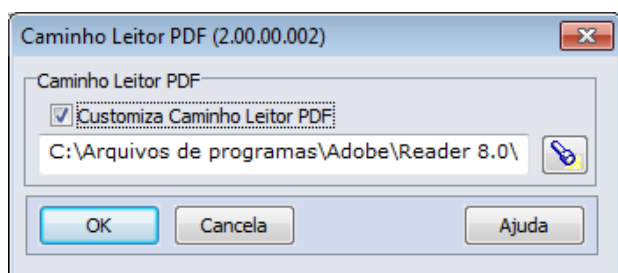 Caminho Leitor PDF (2.00.00.002)
Caminho Leitor PDF
Customiza Caminho Leitor PDF
C:\Arquivos de programas\Adobe\Reader 8.0\
OK Cancela Ajuda